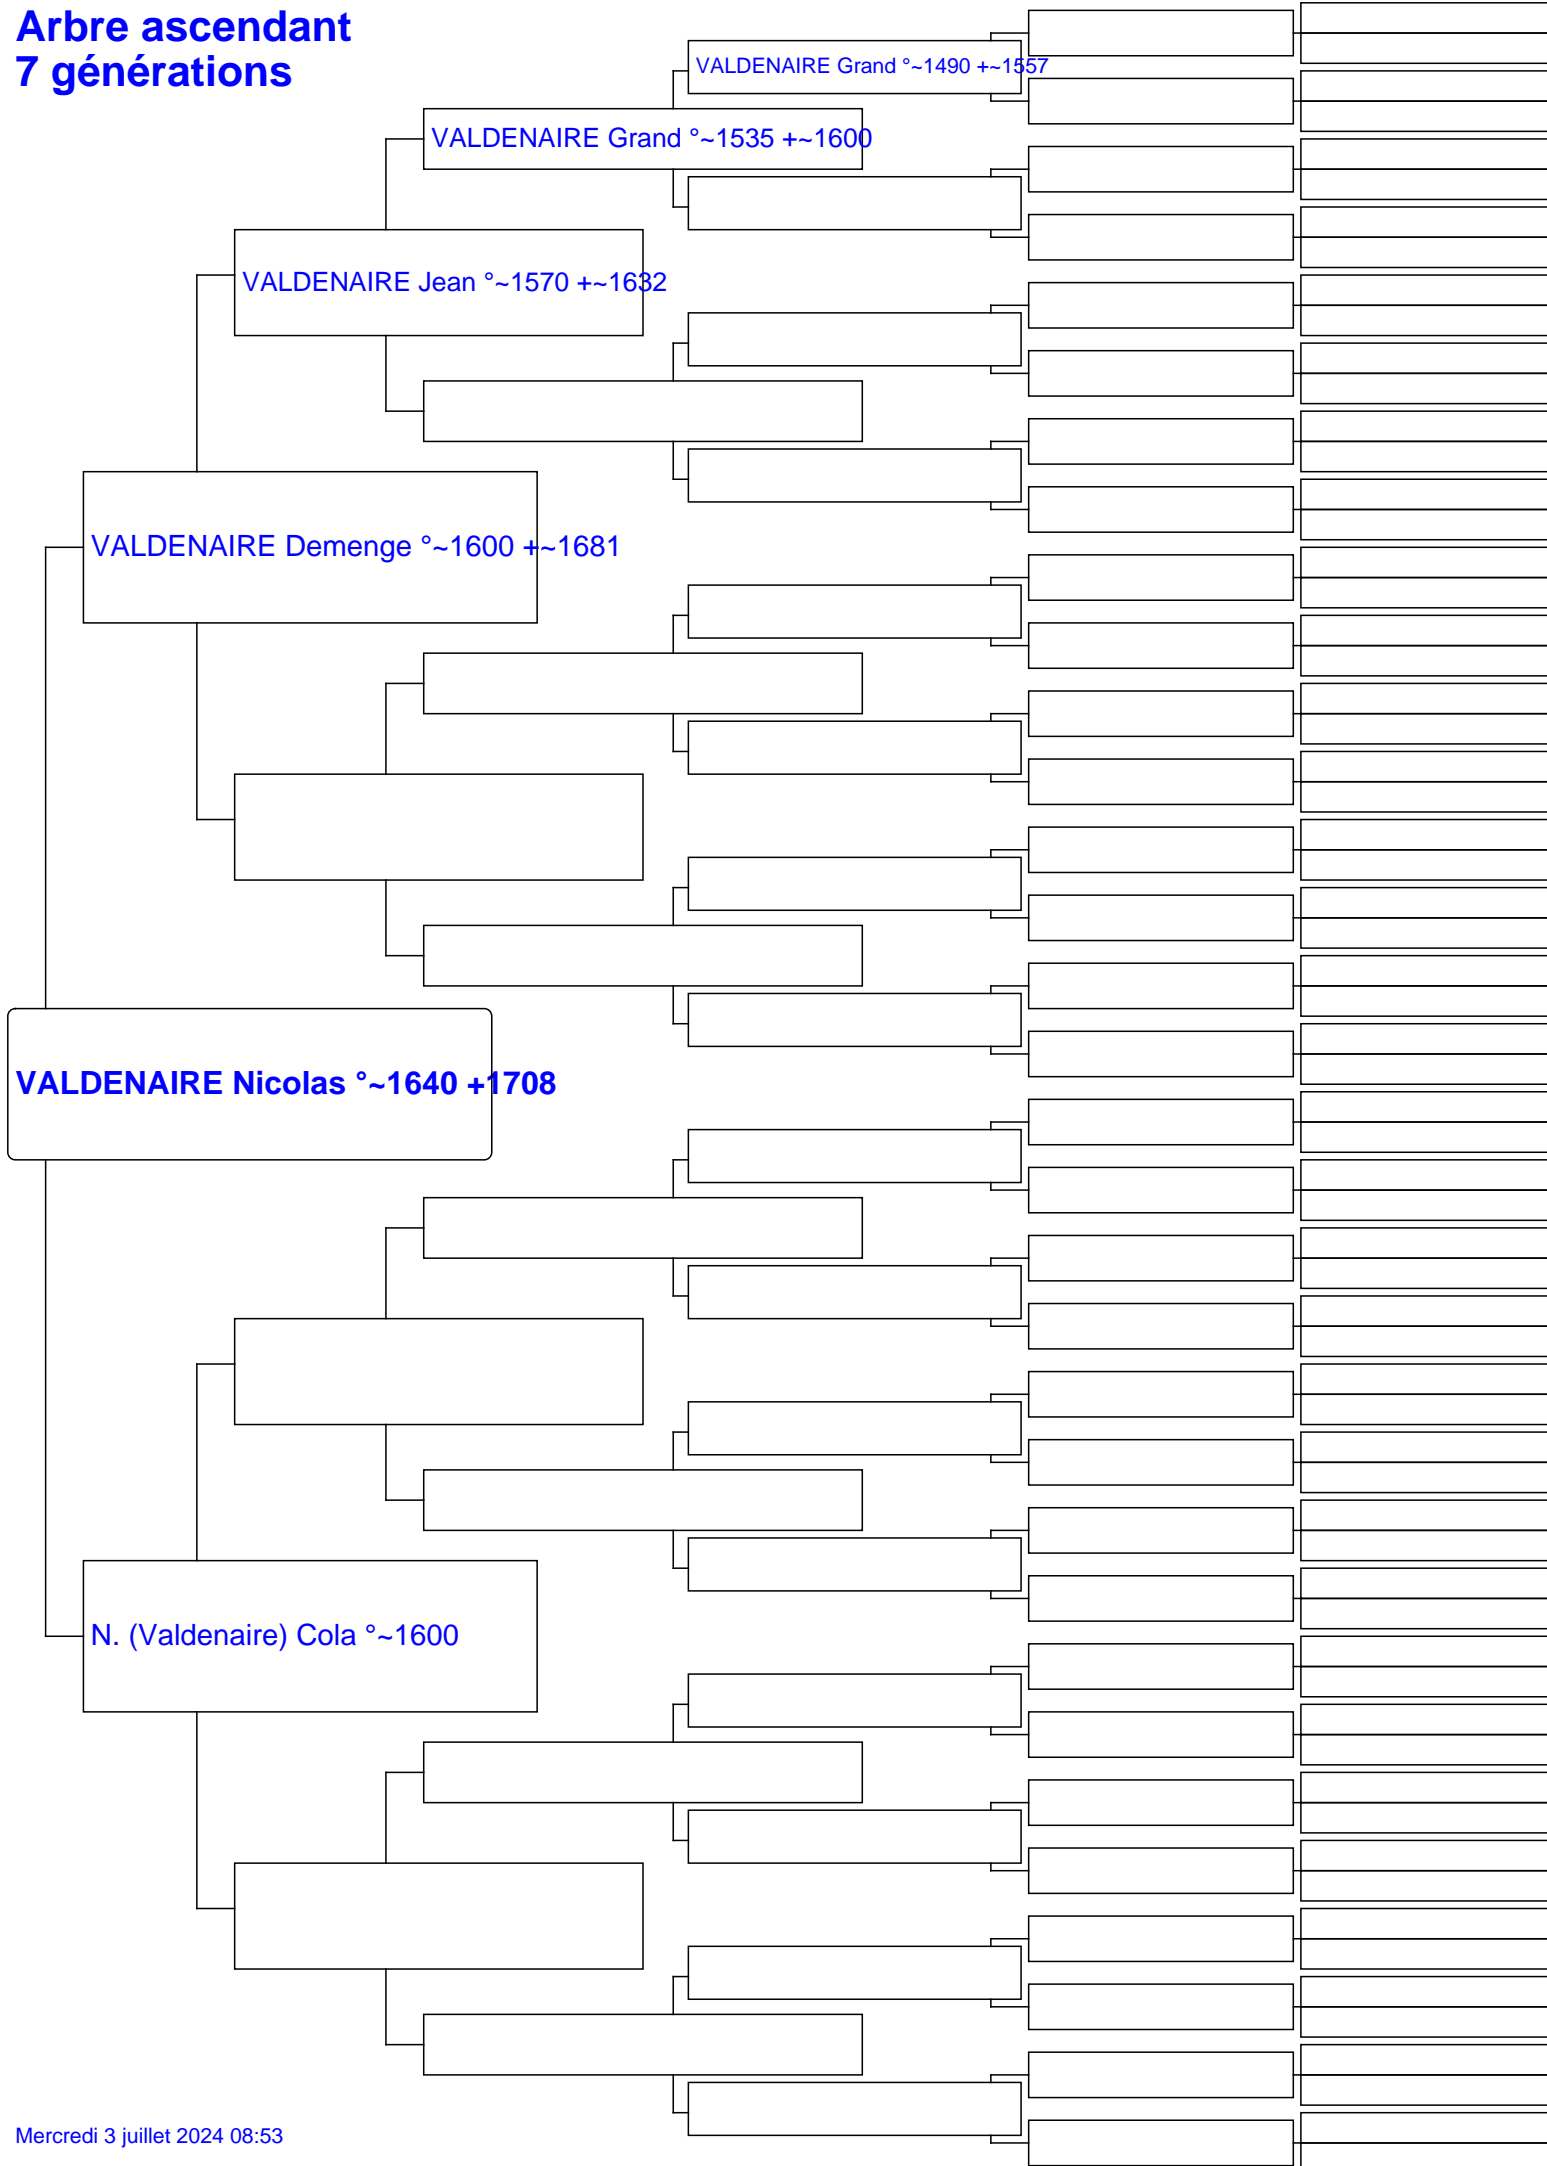 Arbre ascendant
7 générations
VALDENAIRE Grand °~1490 +~1557
VALDENAIRE Grand °~1535 +~1600
VALDENAIRE Jean °~1570 +~1632
VALDENAIRE Demenge °~1600 +~1681
VALDENAIRE Nicolas °~1640 +1708
N. (Valdenaire) Cola °~1600
Mercredi 3 juillet 2024 08:53